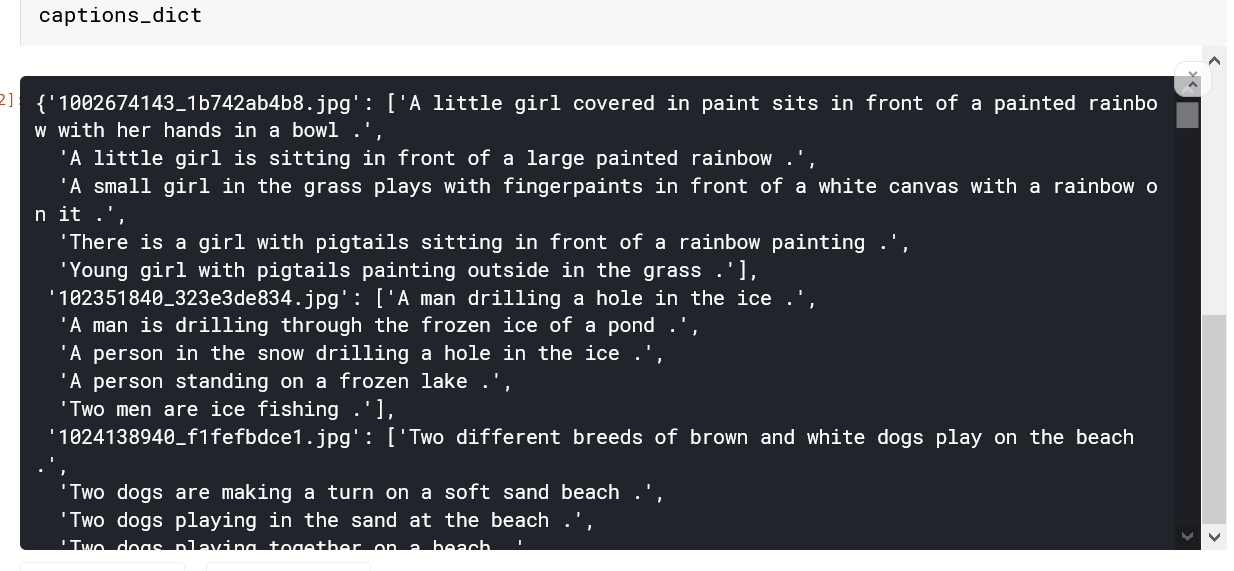 captions_dict
2]:
{'1002674143_1b742ab4b8.jpg': ['A little girl covered in paint sits in front of a painted rainbo
w with her hands in a bowl .',
'A little girl is sitting in front of a large painted rainbow .',
'A small girl in the grass plays with fingerpaints in front of a white canvas with a rainbow o
n it .',
'There is a girl with pigtails sitting in front of a rainbow painting .',
'Young girl with pigtails painting outside in the grass .'],
'102351840_323e3de834.jpg': ['A man drilling a hole in the ice .',
'A man is drilling through the frozen ice of a pond .',
'A person in the snow drilling a hole in the ice .',
'A person standing on a frozen lake .',
'Two men are ice fishing .'],
'1024138940_f1fefbdce1.jpg': ['Two different breeds of brown and white dogs play on the beach
.',
'Two dogs are making a turn on a soft sand beach .',
'Two dogs playing in the sand at the beach .',
'Two dogs playing together on a beach .'